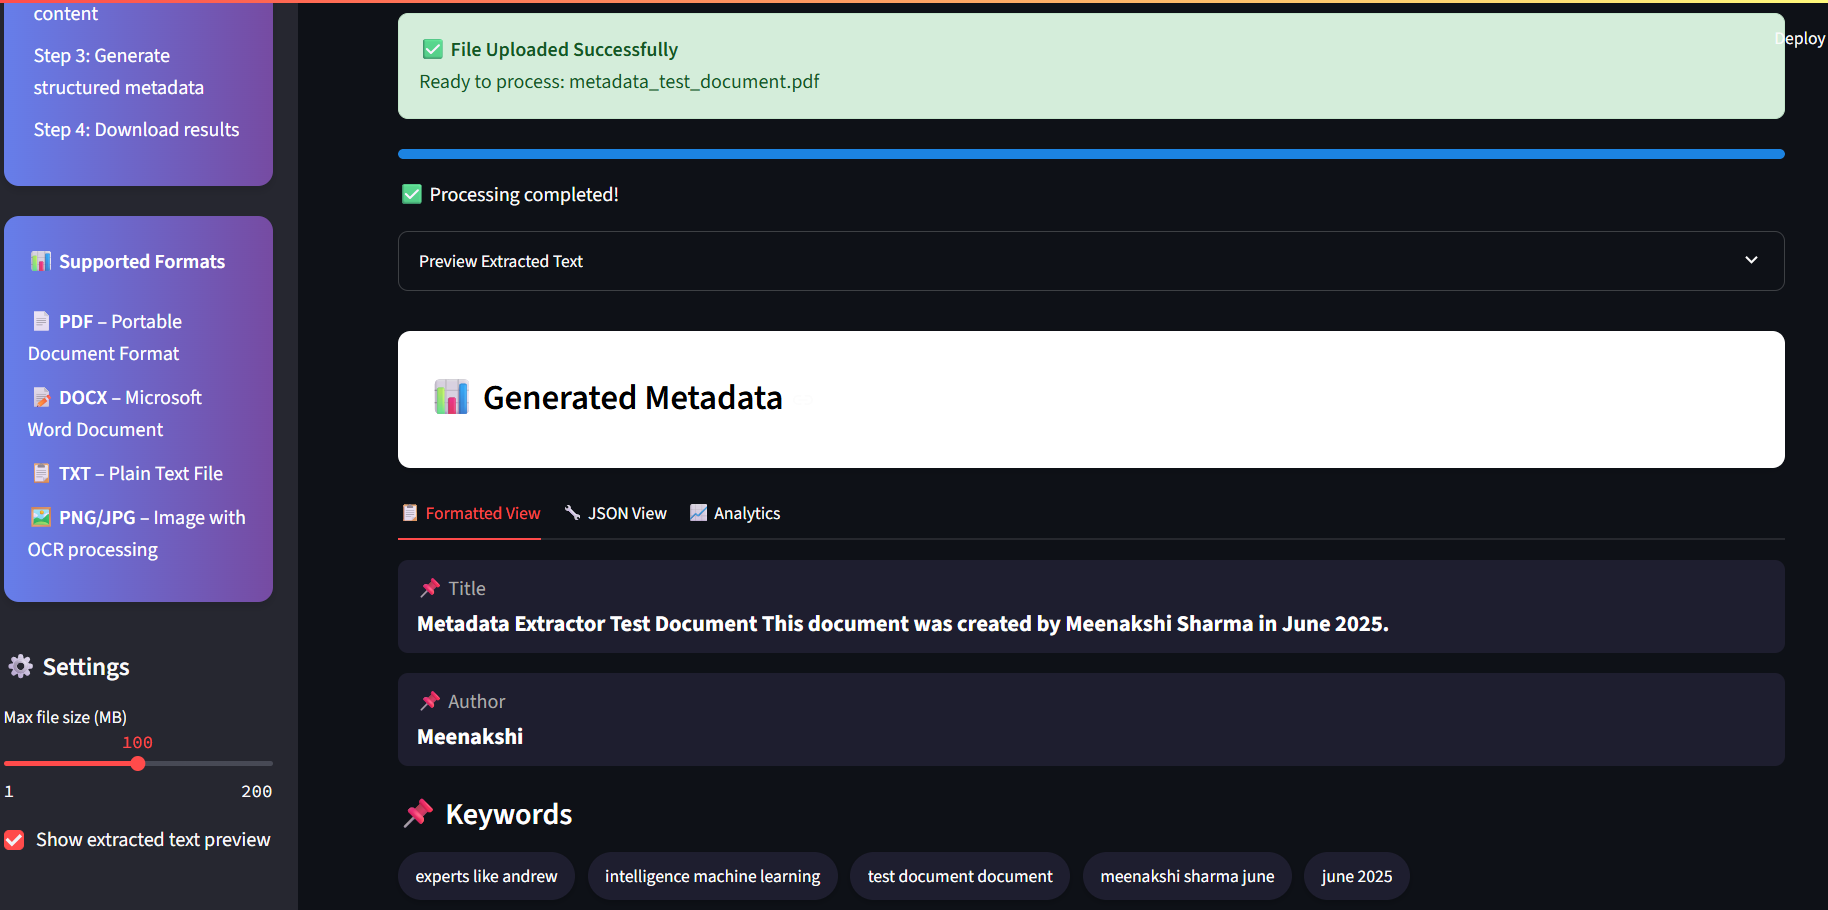 content
Step 3: Generate
structured metadata
Step 4: Download results
Supported Formats
PDF – Portable
Document Format
DOCX – Microsoft
Word Document
TXT – Plain Text File
PNG/JPG – Image with
OCR processing
Settings
Max file size (MB)
100
1 200
Show extracted text preview
Deploy
File Uploaded Successfully
Ready to process: metadata_test_document.pdf
Processing completed!
Preview Extracted Text
Generated Metadata
Formatted View JSON View Analytics
Title
Metadata Extractor Test Document This document was created by Meenakshi Sharma in June 2025.
Author
Meenakshi
Keywords
experts like andrew intelligence machine learning test document document meenakshi sharma june june 2025